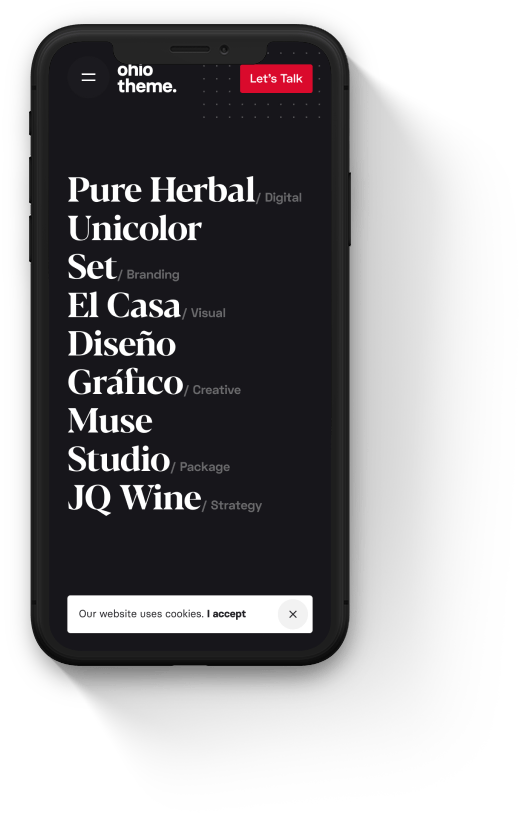 ohio
theme.
Let's Talk
Pure Herbal / Digital
Unicolor
Set / Branding
El Casa / Visual
Diseño
Gráfico / Creative
Muse
Studio / Package
JQ Wine / Strategy
Our website uses cookies. I accept